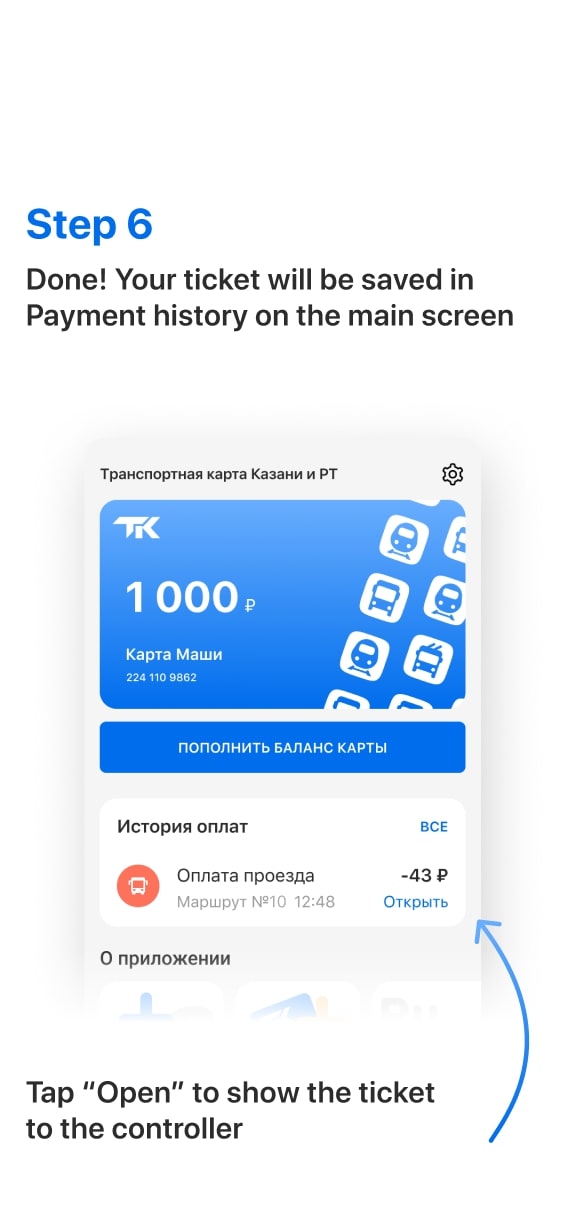 Step 6
Done! Your ticket will be saved in
Payment history on the main screen
Транспортная карта Казани и РТ
ТК
1 000 ₽
Карта Маши
224 110 9862
ПОПОЛНИТЬ БАЛАНС КАРТЫ
История оплат ВСЕ
Оплата проезда -43 ₽
Маршрут №10 12:48 Открыть
О приложении
Tap “Open” to show the ticket
to the controller